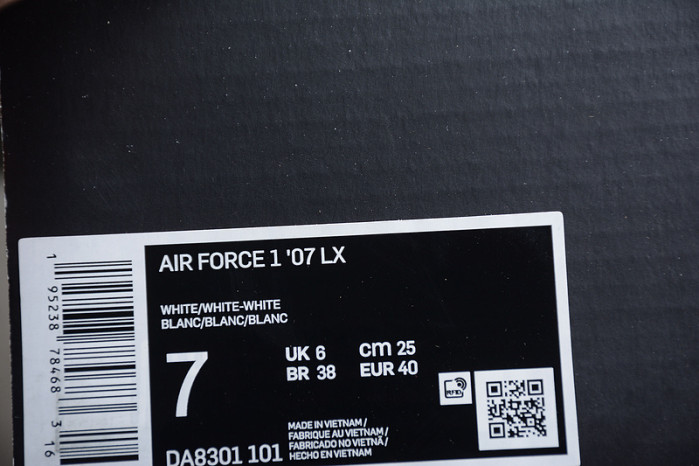 1 95238 78468 3 16
AIR FORCE 1 '07 LX
WHITE/WHITE-WHITE
BLANC/BLANC/BLANC
7
UK 6
cm 25
BR 38
EUR 40
RFID
DA8301 101
MADE IN VIETNAM /
FABRIQUE AU VIETNAM /
FABRICADO NO VIETNÃ /
HECHO EN VIETNAM